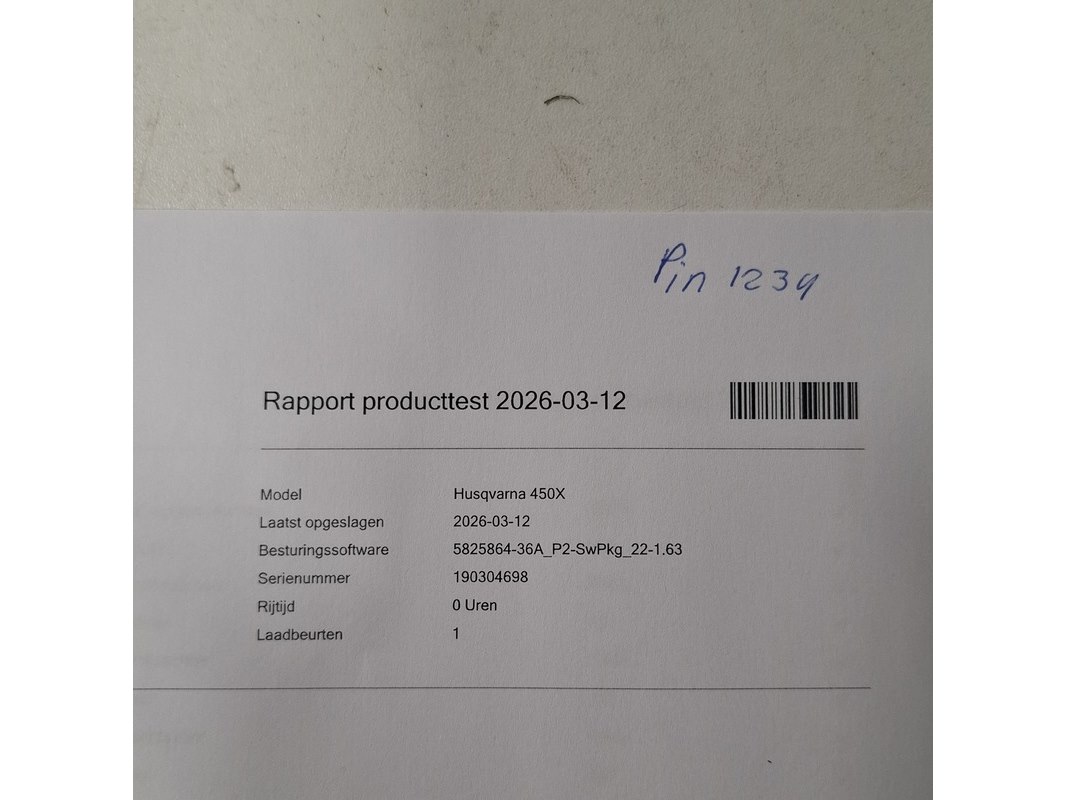 Pin 1234
Rapport producttest 2026-03-12
Model Husqvarna 450X
Laatst opgeslagen 2026-03-12
Besturingssoftware 5825864-36A_P2-SwPkg_22-1.63
Serienummer 190304698
Rijtijd 0 Uren
Laadbeurten 1